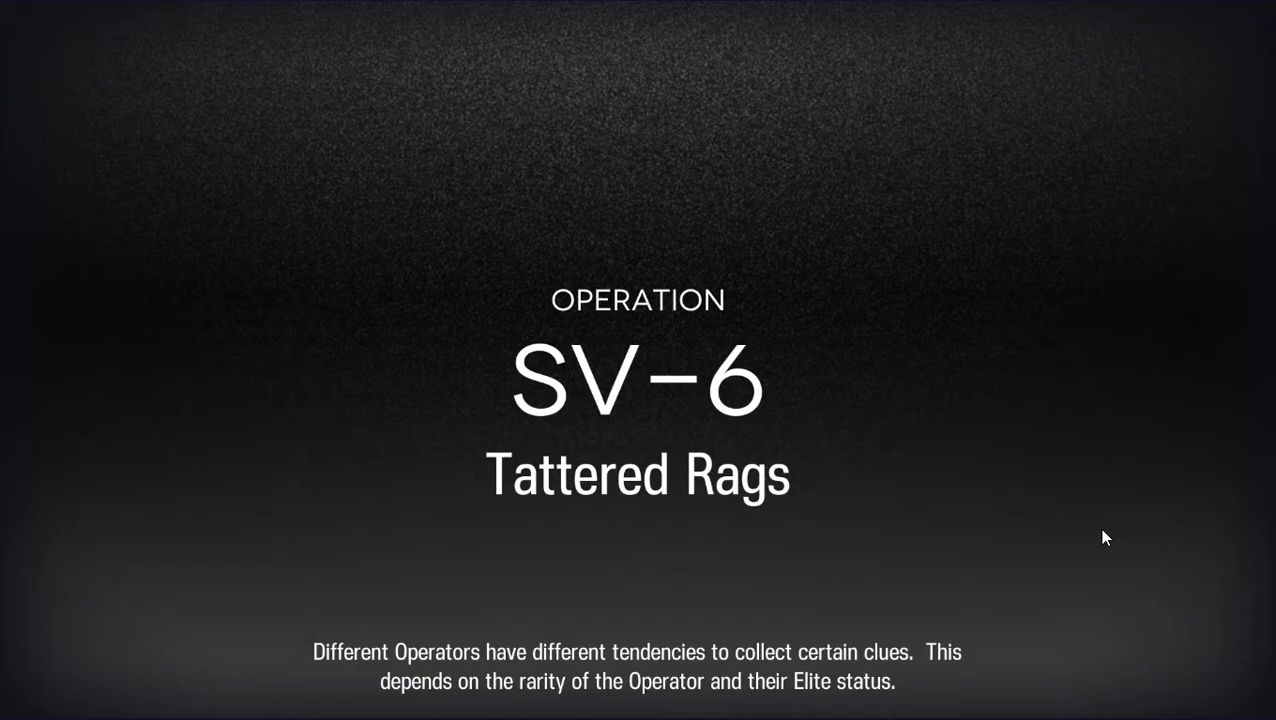 OPERATION
SV-6
Tattered Rags
Different Operators have different tendencies to collect certain clues.  This
depends on the rarity of the Operator and their Elite status.